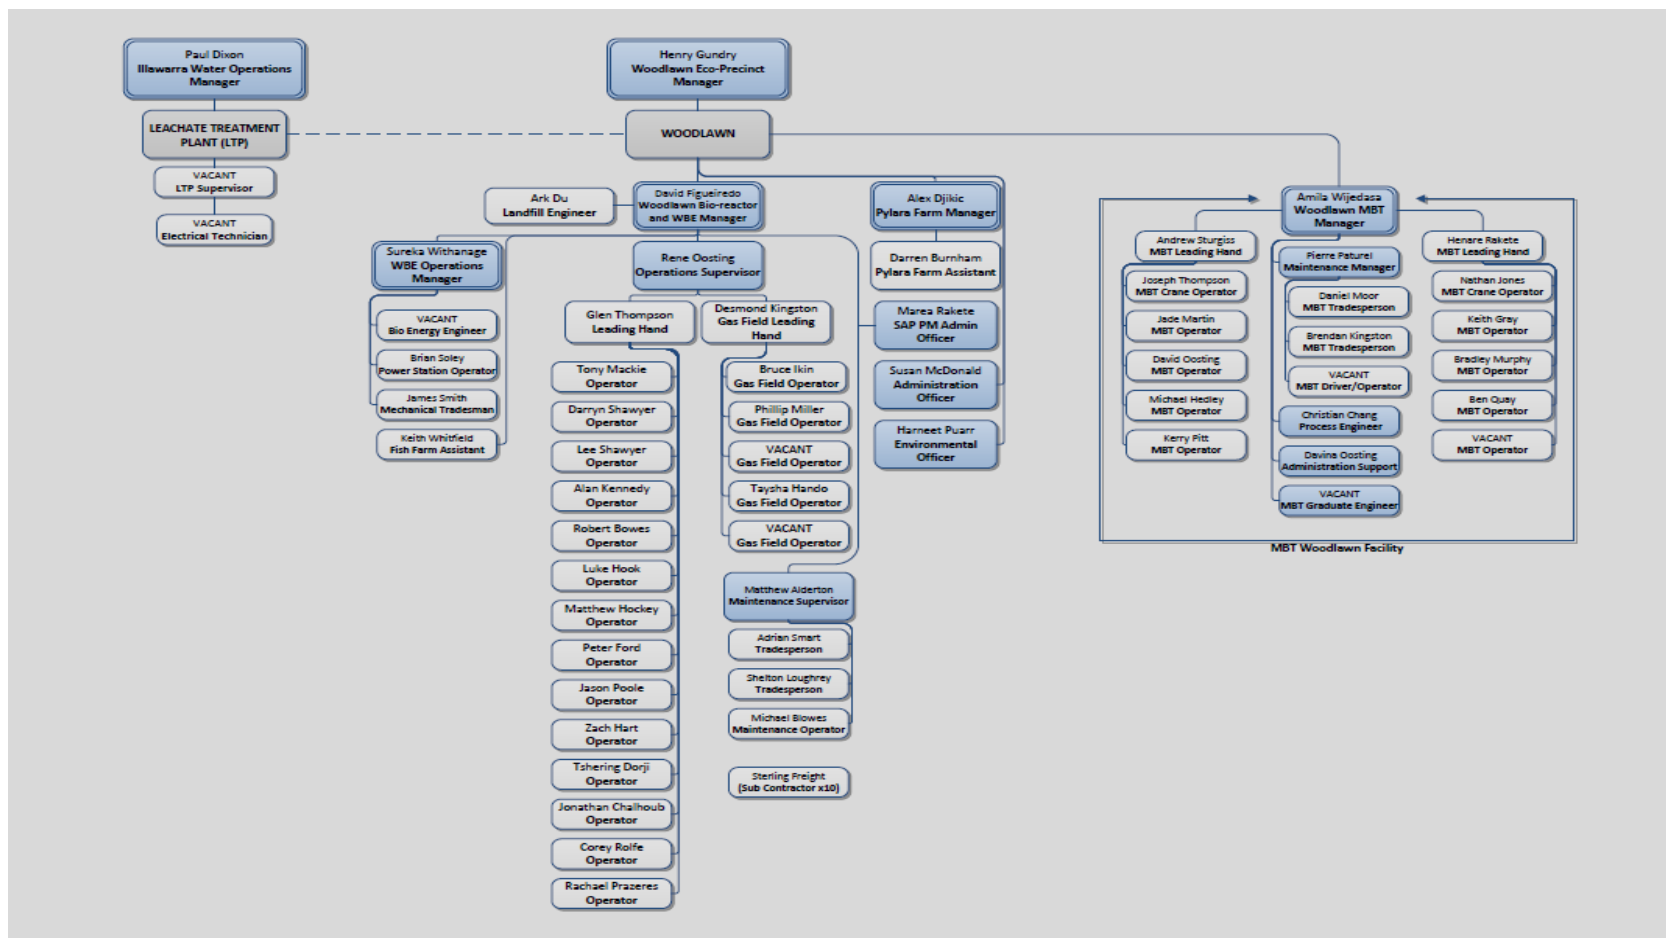 Paul Dixon
Illawarra Water Operations
Manager
Henry Gundry
Woodlawn Eco-Precinct
Manager
LEACHATE TREATMENT
PLANT (LTP)
WOODLAWN
VACANT
LTP Supervisor
VACANT
Electrical Technician
Ark Du
Landfill Engineer
David Figueiredo
Woodlawn Bio-reactor
and WBE Manager
Alex Djikic
Pylara Farm Manager
Darren Burnham
Pylara Farm Assistant
Sureka Withanage
WBE Operations
Manager
VACANT
Bio Energy Engineer
Brian Soley
Power Station Operator
James Smith
Mechanical Tradesman
Keith Whitfield
Fish Farm Assistant
Rene Oosting
Operations Supervisor
Glen Thompson
Leading Hand
Tony Mackie
Operator
Darryn Shawyer
Operator
Lee Shawyer
Operator
Alan Kennedy
Operator
Robert Bowes
Operator
Luke Hook
Operator
Matthew Hockey
Operator
Peter Ford
Operator
Jason Poole
Operator
Zach Hart
Operator
Tshering Dorji
Operator
Jonathan Chalhoub
Operator
Corey Rolfe
Operator
Rachael Prazeres
Operator
Desmond Kingston
Gas Field Leading
Hand
Bruce Ikin
Gas Field Operator
Phillip Miller
Gas Field Operator
VACANT
Gas Field Operator
Taysha Hando
Gas Field Operator
VACANT
Gas Field Operator
Matthew Alderton
Maintenance Supervisor
Adrian Smart
Tradesperson
Shelton Loughrey
Tradesperson
Michael Blowes
Maintenance Operator
Sterling Freight
(Sub Contractor x10)
Marea Rakete
SAP PM Admin
Officer
Susan McDonald
Administration
Officer
Harneet Puarr
Environmental
Officer
Amila Wijedasa
Woodlawn MBT
Manager
Andrew Sturgiss
MBT Leading Hand
Joseph Thompson
MBT Crane Operator
Jade Martin
MBT Operator
David Oosting
MBT Operator
Michael Hedley
MBT Operator
Kerry Pitt
MBT Operator
Pierre Paturel
Maintenance Manager
Daniel Moor
MBT Tradesperson
Brendan Kingston
MBT Tradesperson
VACANT
MBT Driver/Operator
Christian Chang
Process Engineer
Davina Oosting
Administration Support
VACANT
MBT Graduate Engineer
Henare Rakete
MBT Leading Hand
Nathan Jones
MBT Crane Operator
Keith Gray
MBT Operator
Bradley Murphy
MBT Operator
Ben Quay
MBT Operator
VACANT
MBT Operator
MBT Woodlawn Facility